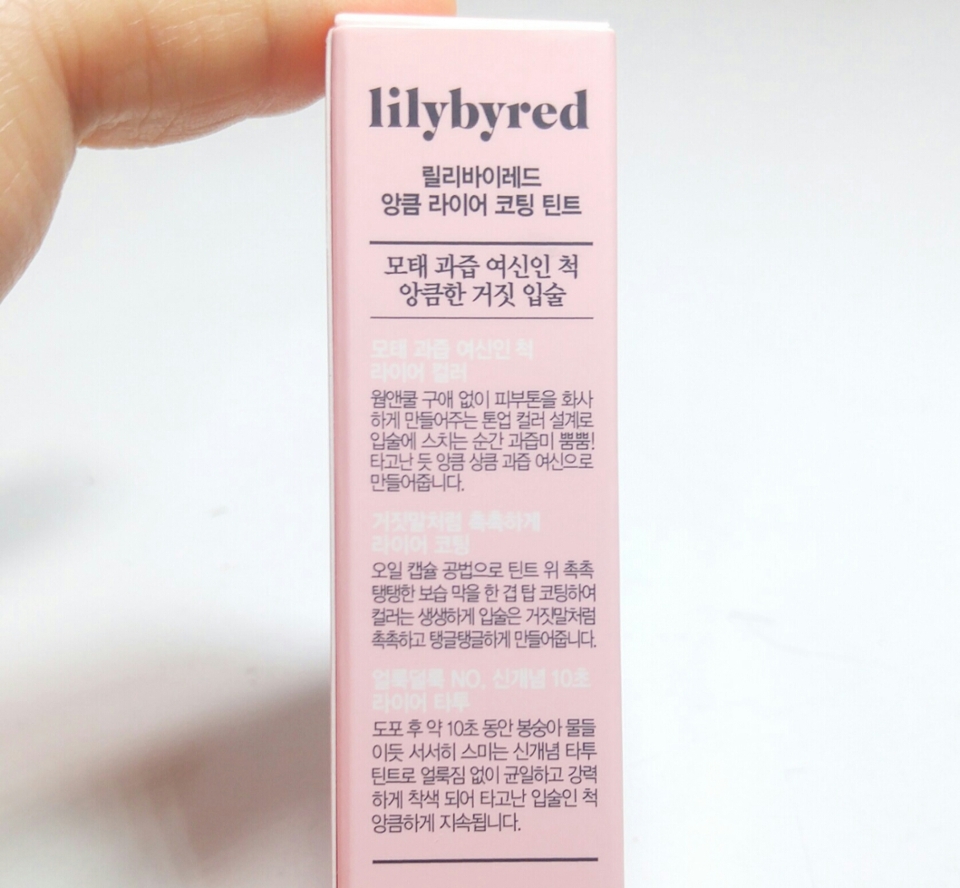 lilybyred
릴리바이레드
앙큼 라이어 코팅 틴트
모태 과즙 여신인 척
앙큼한 거짓 입술
모태 과즙 여신인 척
라이어 컬러
웜앤쿨 구애 없이 피부톤을 화사
하게 만들어주는 톤업 컬러 설계로
입술에 스치는 순간 과즙미 뿜뿜!
타고난 듯 앙큼 상큼 과즙 여신으로
만들어줍니다.
거짓말처럼 촉촉하게
라이어 코팅
오일 캡슐 공법으로 틴트 위 촉촉
탱탱한 보습 막을 한 겹 탑 코팅하여
컬러는 생생하게 입술은 거짓말처럼
촉촉하고 탱글탱글하게 만들어줍니다.
얼룩덜룩 NO, 신개념 10초
라이어 타투
도포 후 약 10초 동안 봉숭아 물들
이듯 서서히 스미는 신개념 타투
틴트로 얼룩짐 없이 균일하고 강력
하게 착색 되어 타고난 입술인 척
앙큼하게 지속됩니다.